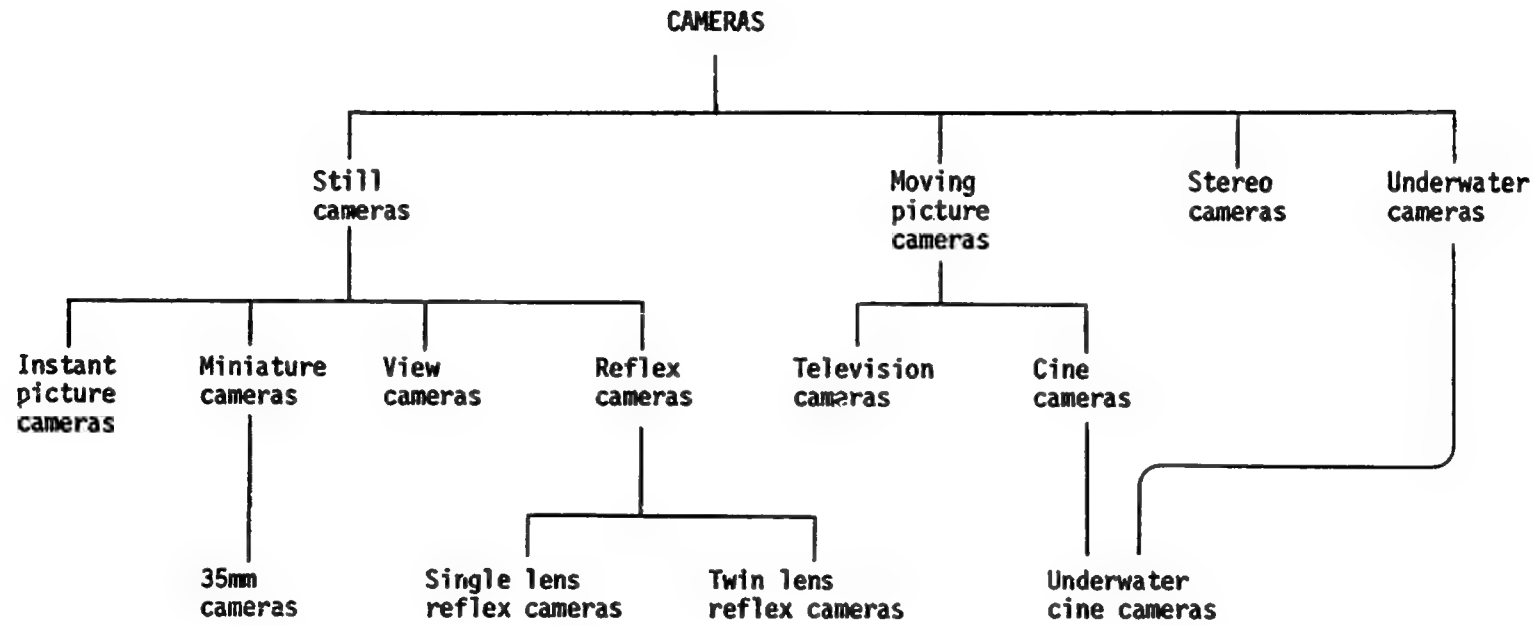 CAMERAS
Still
cameras
Moving
picture
cameras
Stereo
cameras
Underwater
cameras
Instant
picture
cameras
Miniature
cameras
View
cameras
Reflex
cameras
Television
cameras
Cine
cameras
35mm
cameras
Single lens
reflex cameras
Twin lens
reflex cameras
Underwater
cine cameras